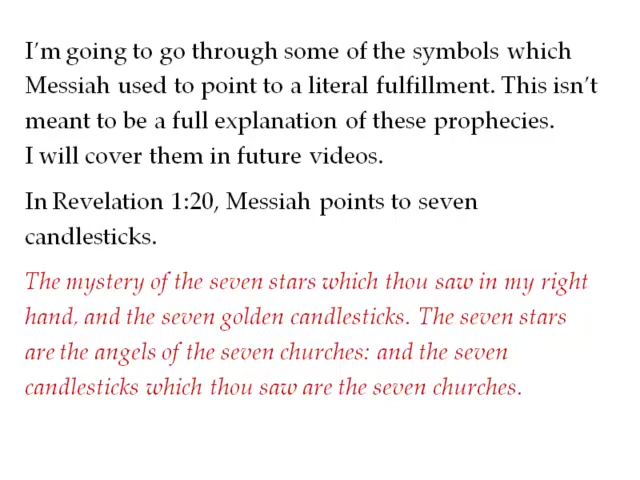 I'm going to go through some of the symbols which
Messiah used to point to a literal fulfillment. This isn't
meant to be a full explanation of these prophecies.
I will cover them in future videos.
In Revelation 1:20, Messiah points to seven
candlesticks.
The mystery of the seven stars which thou saw in my right
hand, and the seven golden candlesticks. The seven stars
are the angels of the seven churches: and the seven
candlesticks which thou saw are the seven churches.